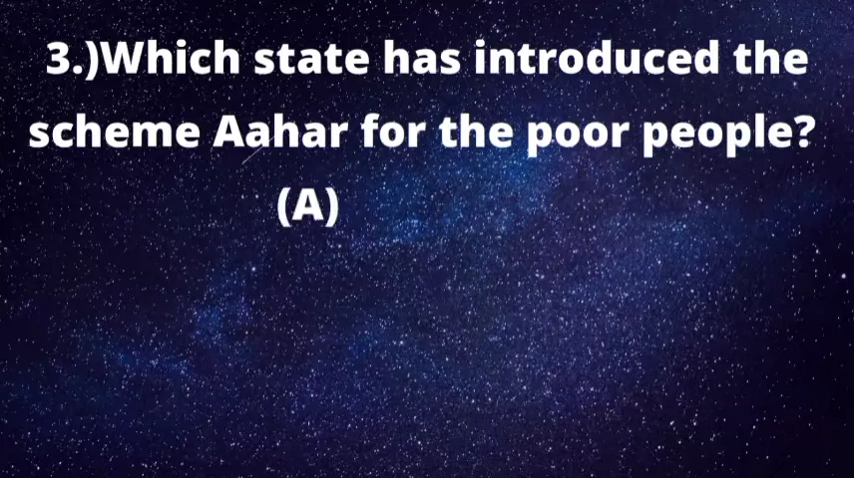 3.)Which state has introduced the
scheme Aahar for the poor people?
(A)